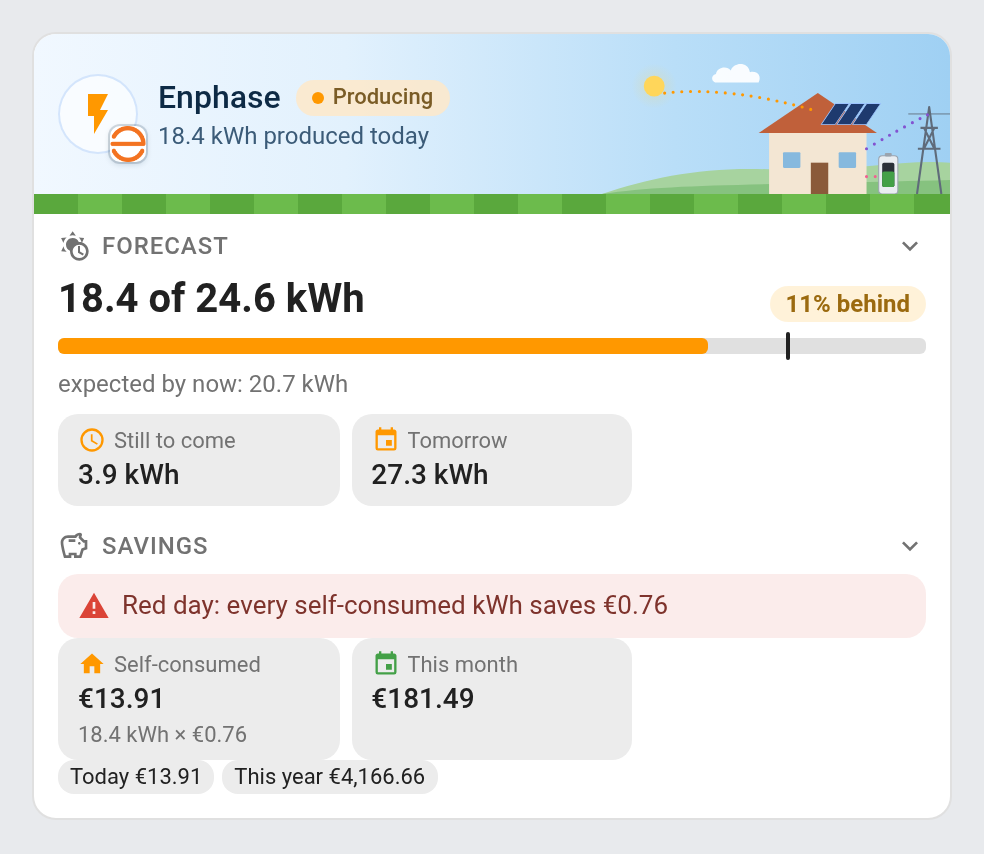 Enphase
Producing
18.4 kWh produced today
FORECAST
18.4 of 24.6 kWh
11% behind
expected by now: 20.7 kWh
Still to come
3.9 kWh
Tomorrow
27.3 kWh
SAVINGS
Red day: every self-consumed kWh saves €0.76
Self-consumed
€13.91
18.4 kWh × €0.76
This month
€181.49
Today €13.91
This year €4,166.66